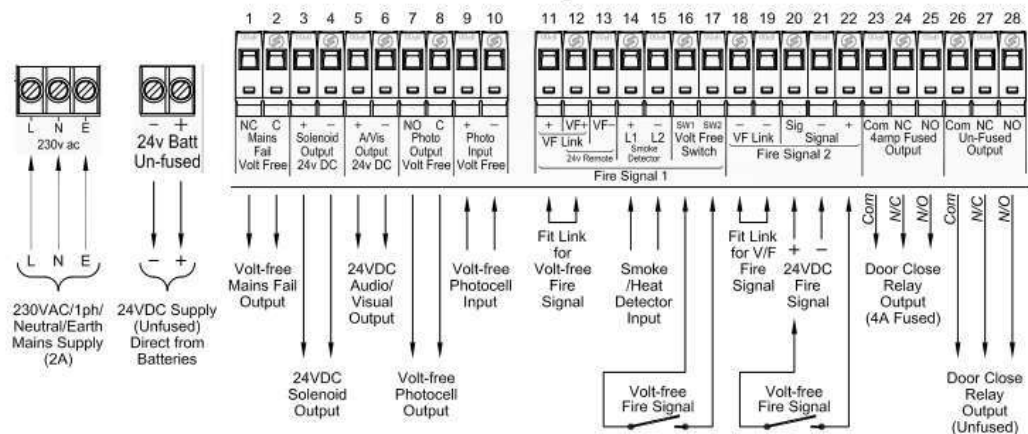 1 2 3 4 5 6 7 8 9 10 11 12 13 14 15 16 17 18 19 20 21 22 23 24 25 26 27 28
L N E
230v ac
- +
24v Batt
Un-fused
NC C
Mains
Fail
Volt Free
+ -
Solenoid
Output
24v DC
+ -
A/Vis
Output
24v DC
NO C
Photo
Output
Volt Free
+ -
Photo
Input
Volt Free
+ VF+ VF-
VF Link
24v Remote
+ -
L1 L2
Smoke
Detector
SW1 SW2
Volt Free
Switch
Fire Signal 1
- -
VF Link
Sig - +
Signal
Fire Signal 2
Com NC NO
4amp Fused
Output
Com NC NO
Un-Fused
Output
L N E
230VAC/1ph/
Neutral/Earth
Mains Supply
(2A)
- +
24VDC Supply
(Unfused)
Direct from
Batteries
Volt-free
Mains Fail
Output
24VDC
Solenoid
Output
24VDC
Audio/
Visual
Output
Volt-free
Photocell
Output
Volt-free
Photocell
Input
Fit Link
for
Volt-free
Fire
Signal
Smoke
/Heat
Detector
Input
Volt-free
Fire Signal
Fit Link
for V/F
Fire
Signal
+ -
24VDC
Fire
Signal
Volt-free
Fire Signal
Com N/C N/O
Door Close
Relay
Output
(4A Fused)
Com N/C N/O
Door Close
Relay
Output
(Unfused)